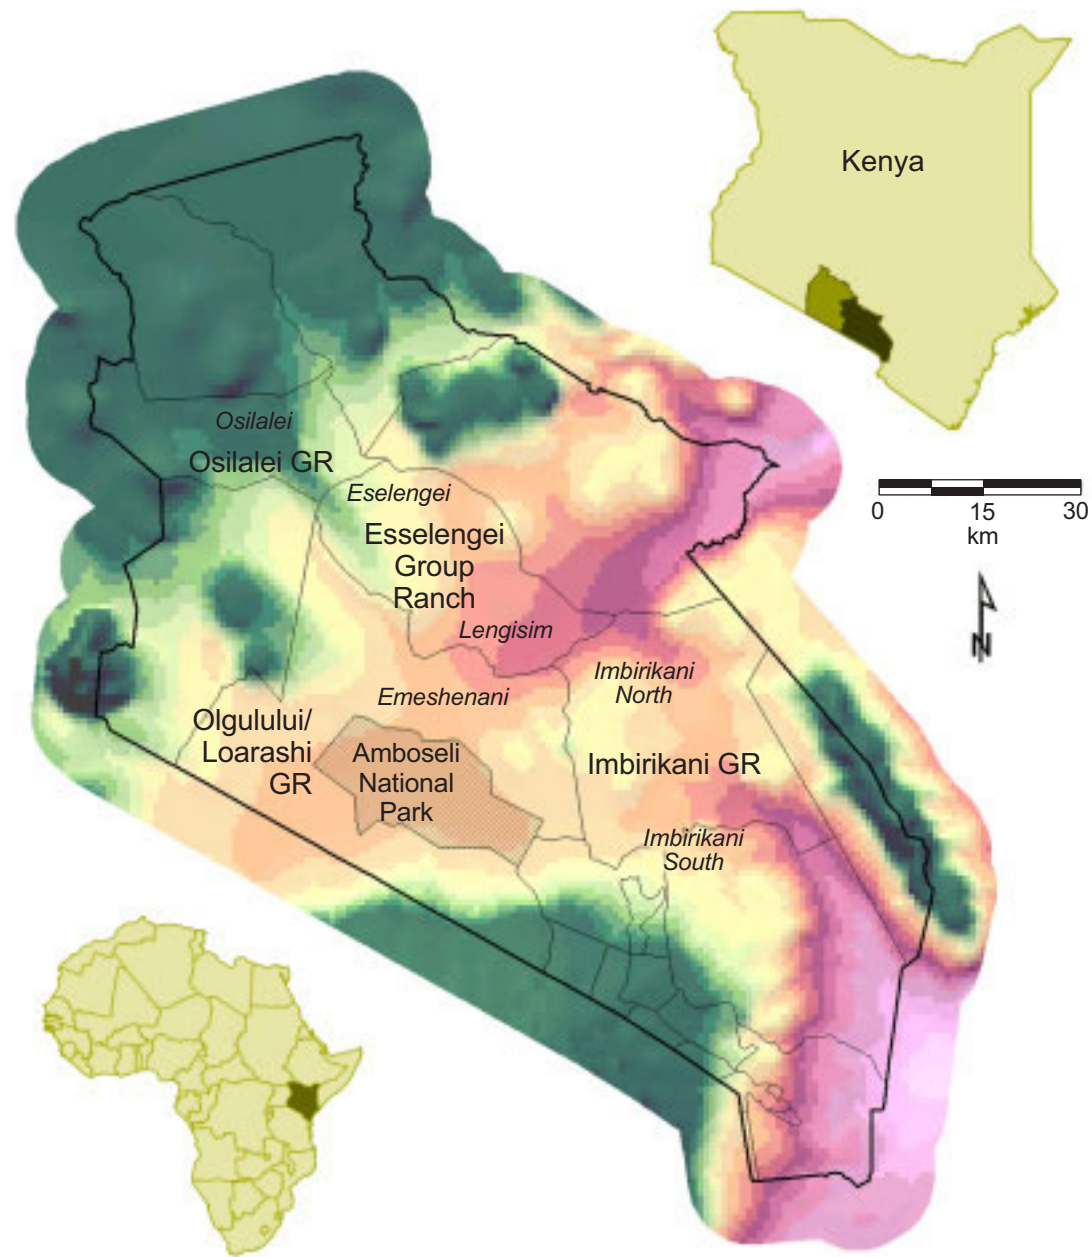 Kenya
Osilalei
Osilalei GR
Eselengei
Esselengei
Group
Ranch
Lengisim
0
15
30
km
N
Imbirikani
North
Emeshenani
Olgululului/
Loarashi
GR
Amboseli
National
Park
Imbirikani GR
Imbirikani
South